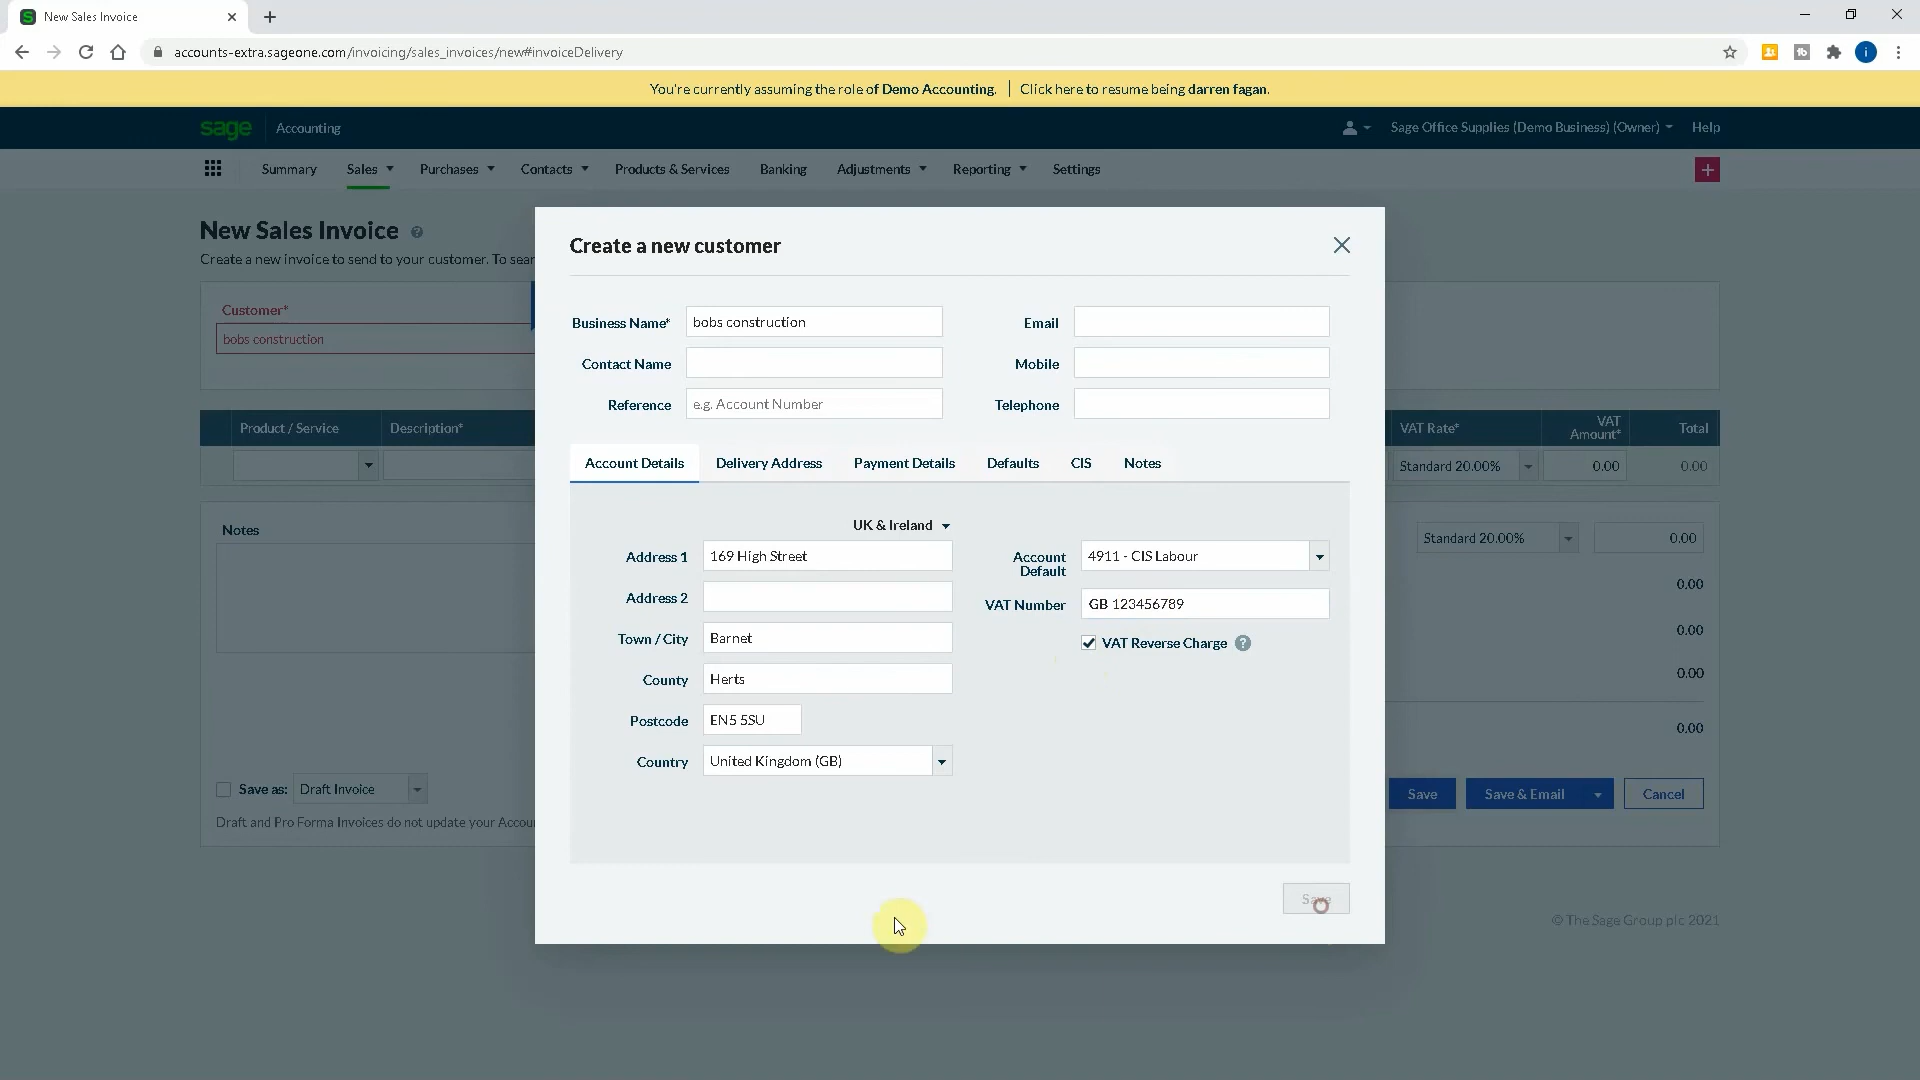 New Sales Invoice
accounts-extra.sageone.com/invoicing/sales_invoices/new#invoiceDelivery
You're currently assuming the role of Demo Accounting. | Click here to resume being darren fagan.
sage Accounting Sage Office Supplies (Demo Business) (Owner) Help
Summary Sales Purchases Contacts Products & Services Banking Adjustments Reporting Settings
New Sales Invoice
Create a new invoice to send to your customer. To sear
Customer*
bobs construction
Product / Service Description* VAT Rate* VAT Amount* Total
Standard 20.00% 0.00 0.00
Notes
Standard 20.00% 0.00
0.00
0.00
0.00
0.00
Save as: Draft Invoice
Save Save & Email Cancel
Draft and Pro Forma Invoices do not update your Accou
© The Sage Group plc 2021
Create a new customer
Business Name* bobs construction Email
Contact Name Mobile
Reference e.g. Account Number Telephone
Account Details Delivery Address Payment Details Defaults CIS Notes
UK & Ireland
Address 1 169 High Street
Address 2
Town / City Barnet
County Herts
Postcode EN5 5SU
Country United Kingdom (GB)
Account Default 4911 - CIS Labour
VAT Number GB 123456789
VAT Reverse Charge ?
Save